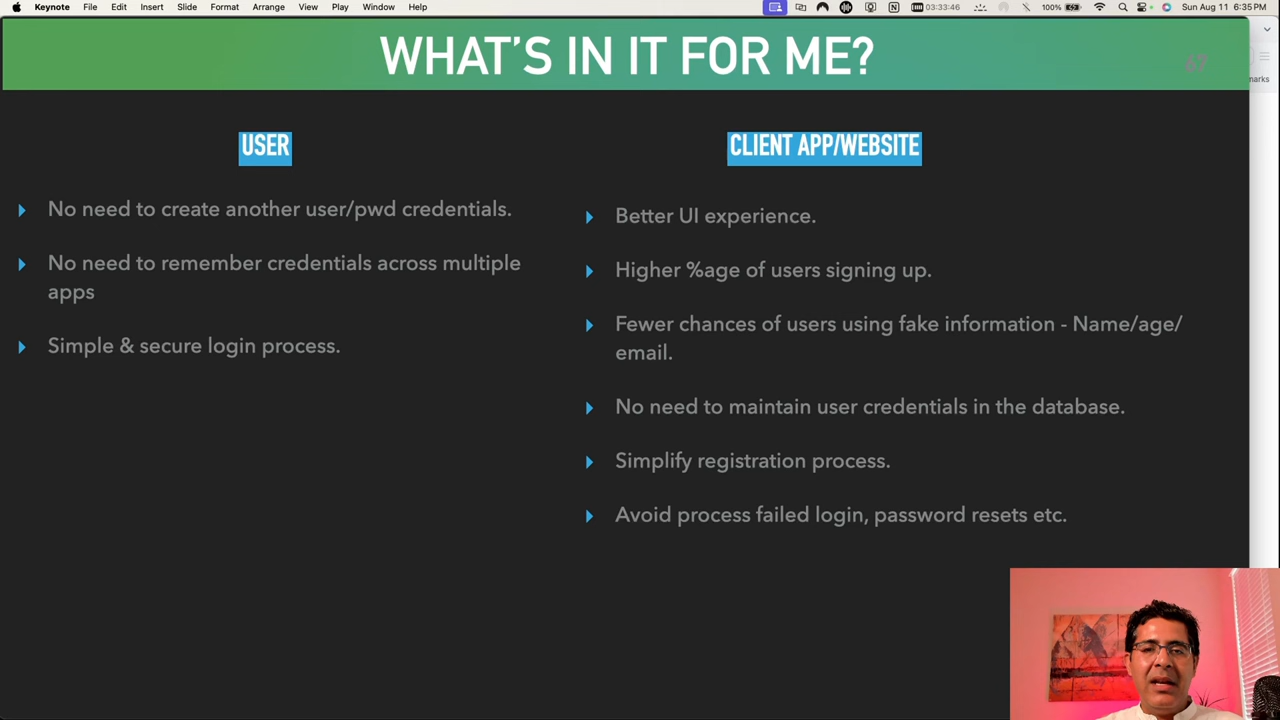 Keynote File Edit Insert Slide Format Arrange View Play Window Help 03:33:46 100% Sun Aug 11 6:35 PM
WHAT'S IN IT FOR ME?
67
marks
USER
No need to create another user/pwd credentials.
No need to remember credentials across multiple
apps
Simple & secure login process.
CLIENT APP/WEBSITE
Better UI experience.
Higher %age of users signing up.
Fewer chances of users using fake information - Name/age/
email.
No need to maintain user credentials in the database.
Simplify registration process.
Avoid process failed login, password resets etc.